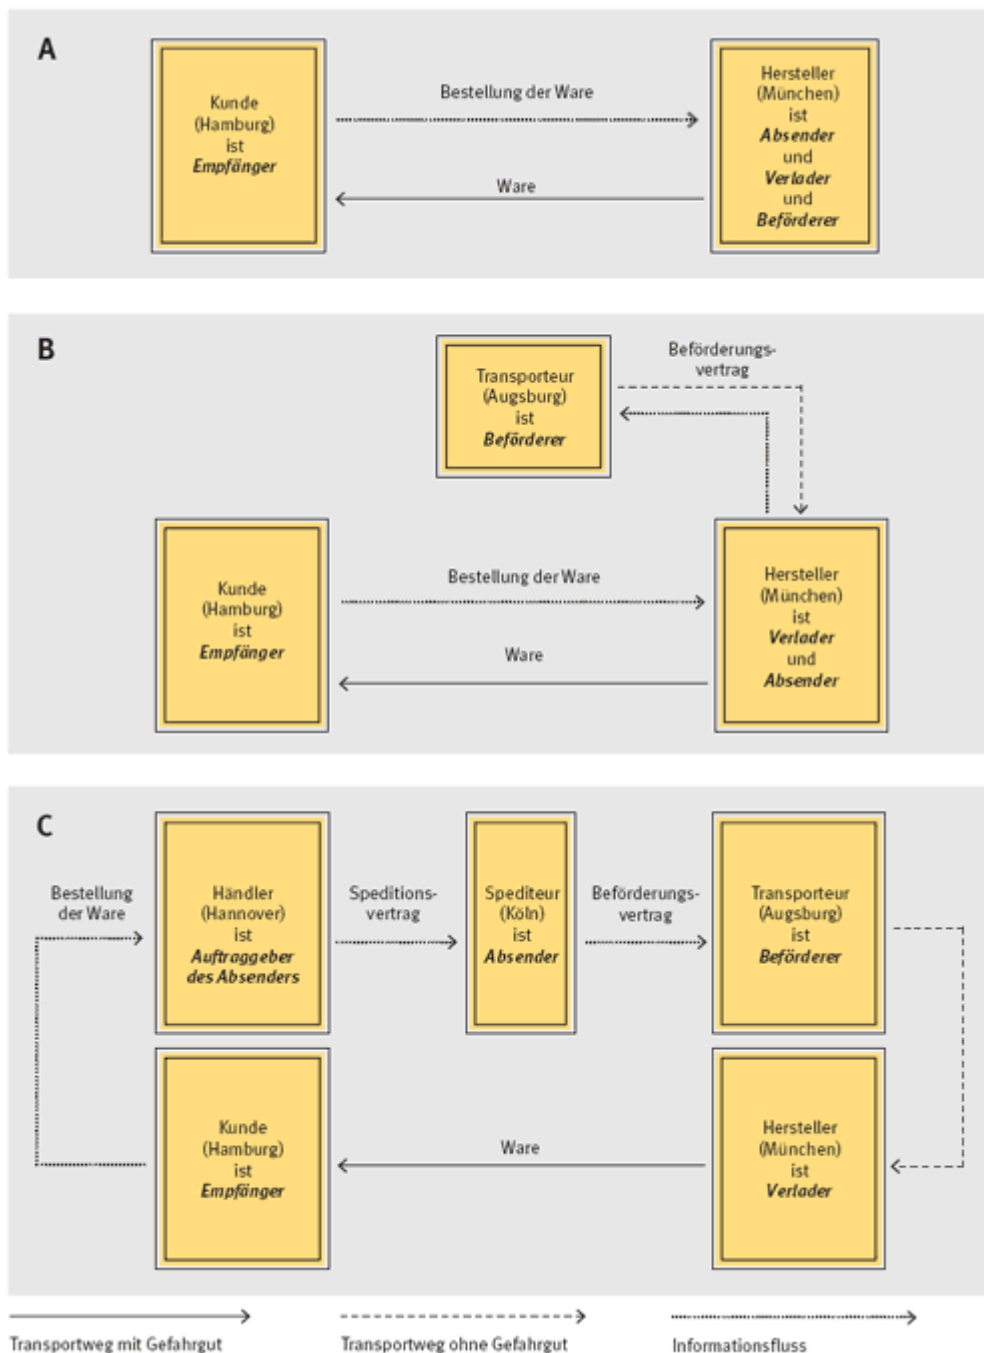 A
Kunde
(Hamburg)
ist
Empfänger
Bestellung der Ware
Ware
Hersteller
(München)
ist
Absender
und
Verlader
und
Beförderer
B
Transporteur
(Augsburg)
ist
Beförderer
Beförderungs-
vertrag
Kunde
(Hamburg)
ist
Empfänger
Bestellung der Ware
Ware
Hersteller
(München)
ist
Verlader
und
Absender
C
Bestellung
der Ware
Händler
(Hannover)
ist
Auftraggeber
des Absenders
Speditions-
vertrag
Spediteur
(Köln)
ist
Absender
Beförderungs-
vertrag
Transporteur
(Augsburg)
ist
Beförderer
Kunde
(Hamburg)
ist
Empfänger
Ware
Hersteller
(München)
ist
Verlader
Transportweg mit Gefahrgut
Transportweg ohne Gefahrgut
Informationsfluss